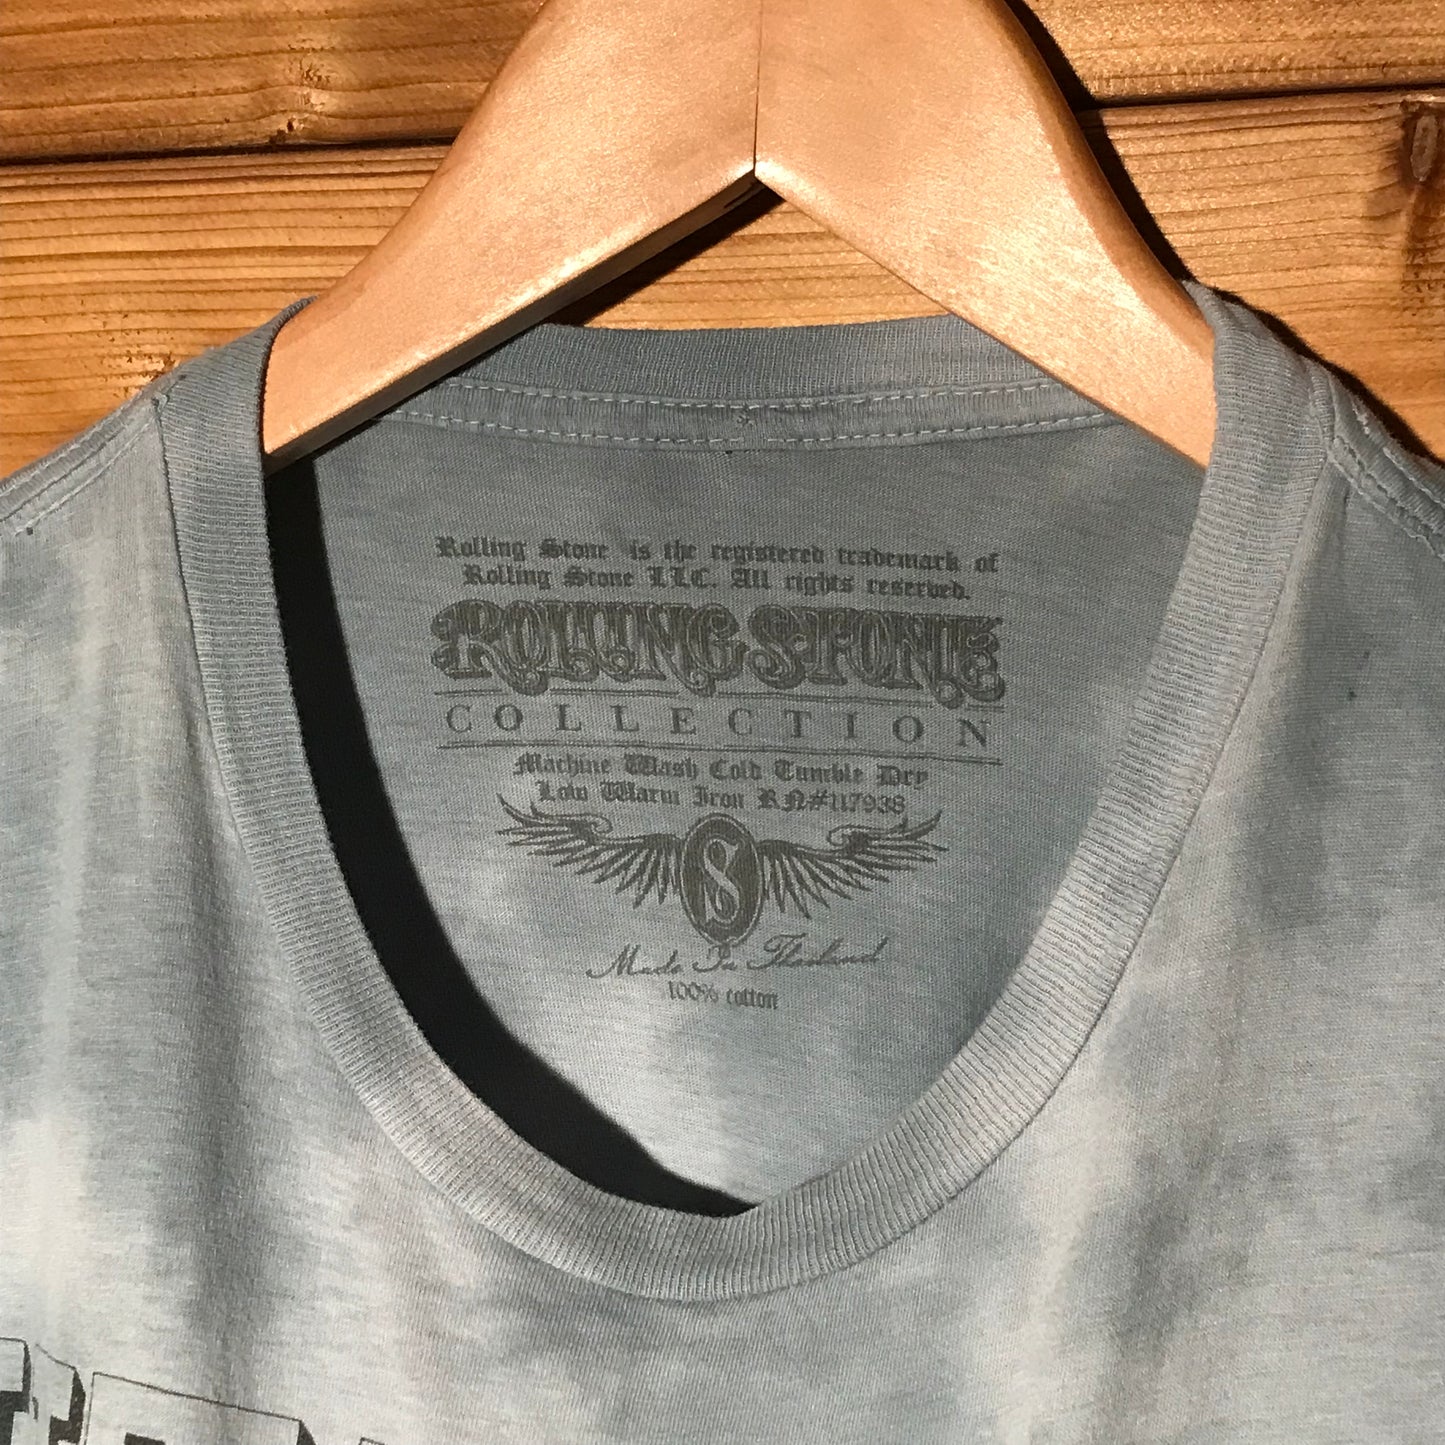 Rolling Stone is the registered trademark of
Rolling Stone LLC. All rights reserved.
ROLLING STONE
COLLECTION
Machine Wash Cold Tumble Dry
Low Warm Iron RN#117938
S
Made In Thailand
100% cotton